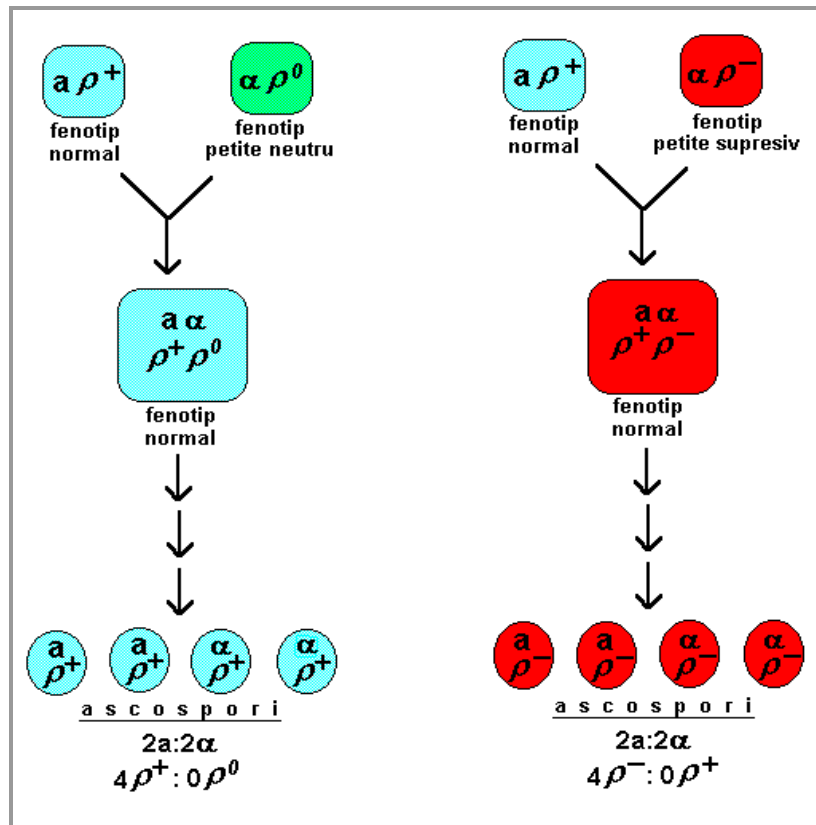 a ρ⁺
fenotip
normal
α ρ⁰
fenotip
petite neutru
a α
ρ⁺ ρ⁰
fenotip
normal
a
ρ⁺
a
ρ⁺
α
ρ⁺
α
ρ⁺
a s c o s p o r i
2a:2α
4ρ⁺:0ρ⁰
a ρ⁺
fenotip
normal
α ρ⁻
fenotip
petite supresiv
a α
ρ⁺ ρ⁻
fenotip
normal
a
ρ⁻
a
ρ⁻
α
ρ⁻
α
ρ⁻
a s c o s p o r i
2a:2α
4ρ⁻:0ρ⁺